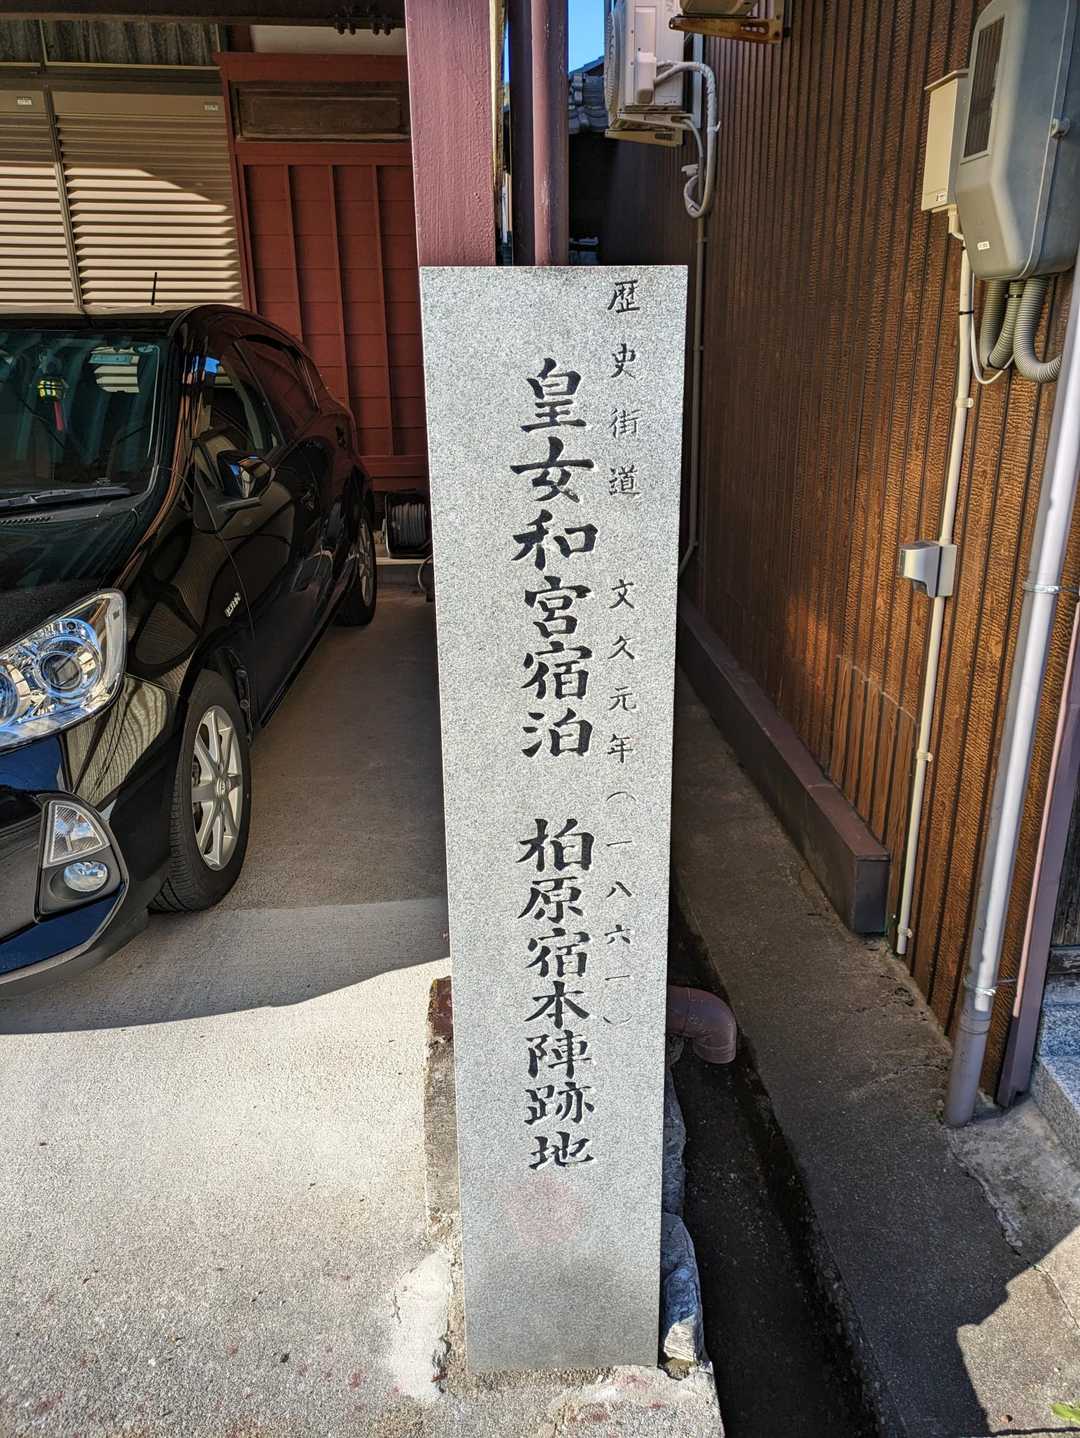 歴史街道 文久元年(一八六一)
皇女和宮宿泊 柏原宿本陣跡地